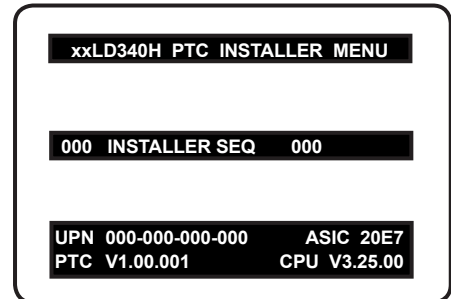 xxLD340H PTC INSTALLER MENU
000 INSTALLER SEQ 000
UPN 000-000-000-000 ASIC 20E7
PTC V1.00.001 CPU V3.25.00